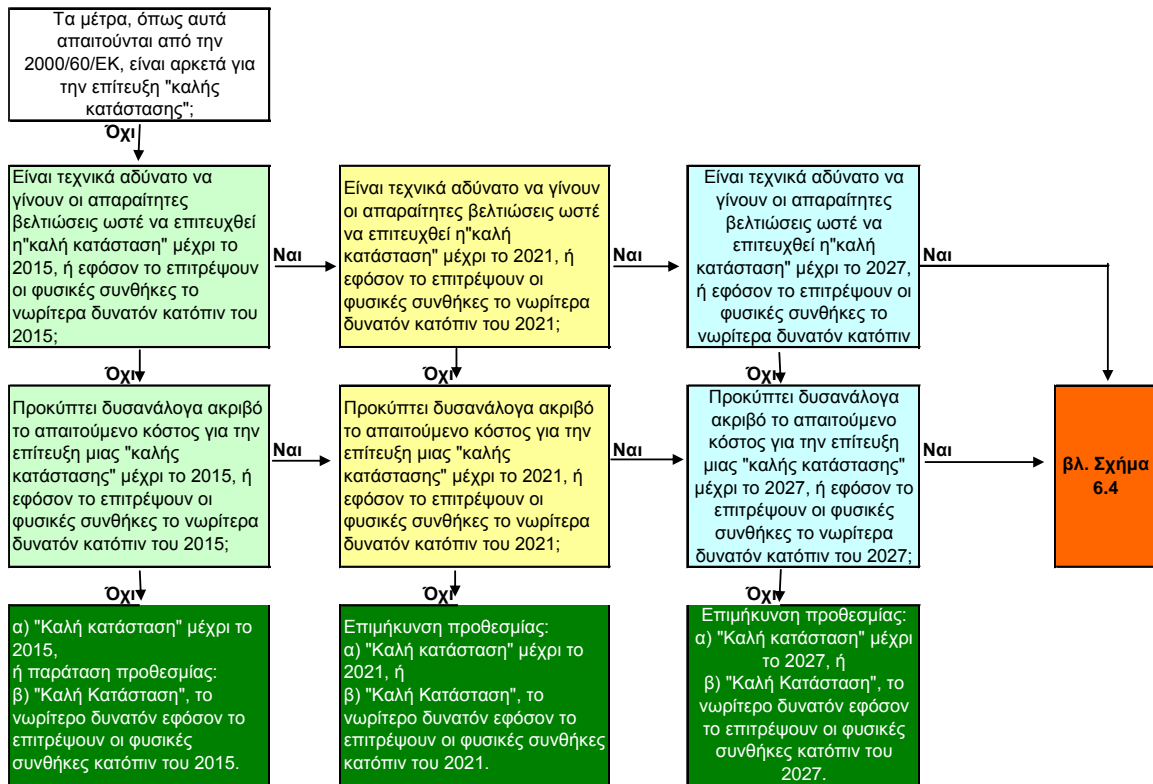 Τα μέτρα, όπως αυτά
απαιτούνται από την
2000/60/ΕΚ, είναι αρκετά για
την επίτευξη "καλής
κατάστασης";
Όχι
Είναι τεχνικά αδύνατο να
γίνουν οι απαραίτητες
βελτιώσεις ωστέ να επιτευχθεί
η"καλή κατάσταση" μέχρι το
2015, ή εφόσον το επιτρέψουν
οι φυσικές συνθήκες το
νωρίτερα δυνατόν κατόπιν του
2015;
Ναι
Είναι τεχνικά αδύνατο να γίνουν
οι απαραίτητες βελτιώσεις ωστέ
να επιτευχθεί η"καλή
κατάσταση" μέχρι το 2021, ή
εφόσον το επιτρέψουν οι
φυσικές συνθήκες το νωρίτερα
δυνατόν κατόπιν του 2021;
Ναι
Είναι τεχνικά αδύνατο να
γίνουν οι απαραίτητες
βελτιώσεις ωστέ να
επιτευχθεί η"καλή
κατάσταση" μέχρι το 2027,
ή εφόσον το επιτρέψουν οι
φυσικές συνθήκες το
νωρίτερα δυνατόν κατόπιν
Ναι
Όχι
Όχι
Όχι
Προκύπτει δυσανάλογα ακριβό
το απαιτούμενο κόστος για την
επίτευξη μιας "καλής
κατάστασης" μέχρι το 2015, ή
εφόσον το επιτρέψουν οι
φυσικές συνθήκες το νωρίτερα
δυνατόν κατόπιν του 2015;
Ναι
Προκύπτει δυσανάλογα ακριβό
το απαιτούμενο κόστος για την
επίτευξη μιας "καλής
κατάστασης" μέχρι το 2021, ή
εφόσον το επιτρέψουν οι
φυσικές συνθήκες το νωρίτερα
δυνατόν κατόπιν του 2021;
Ναι
Προκύπτει δυσανάλογα
ακριβό το απαιτούμενο
κόστος για την επίτευξη
μιας "καλής κατάστασης"
μέχρι το 2027, ή εφόσον το
επιτρέψουν οι φυσικές
συνθήκες το νωρίτερα
δυνατόν κατόπιν του 2027;
Ναι
βλ. Σχήμα
6.4
Όχι
Όχι
Όχι
α) "Καλή κατάσταση" μέχρι το
2015,
ή παράταση προθεσμίας:
β) "Καλή Κατάσταση", το
νωρίτερο δυνατόν εφόσον το
επιτρέψουν οι φυσικές
συνθήκες κατόπιν του 2015.
Επιμήκυνση προθεσμίας:
α) "Καλή κατάσταση" μέχρι το
2021, ή
β) "Καλή Κατάσταση", το
νωρίτερο δυνατόν εφόσον το
επιτρέψουν οι φυσικές συνθήκες
κατόπιν του 2021.
Επιμήκυνση προθεσμίας:
α) "Καλή κατάσταση" μέχρι
το 2027, ή
β) "Καλή Κατάσταση", το
νωρίτερο δυνατόν εφόσον
το επιτρέψουν οι φυσικές
συνθήκες κατόπιν του
2027.